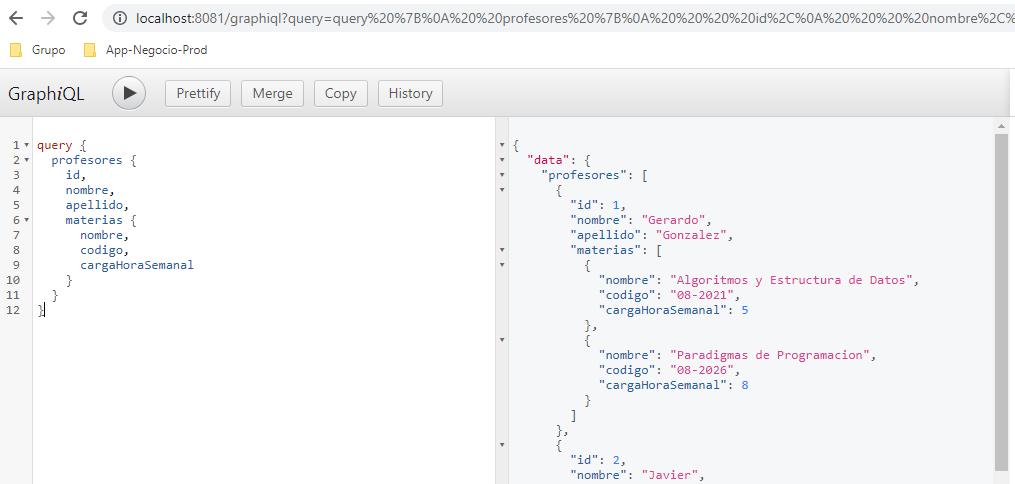 localhost:8081/graphiql?query=query%20%7B%0A%20%20profesores%20%7B%0A%20%20%20%20id%2C%0A%20%20%20%20nombre%2C%
Grupo App-Negocio-Prod
GraphiQL Prettify Merge Copy History
1 query {
2 profesores {
3 id,
4 nombre,
5 apellido,
6 materias {
7 nombre,
8 codigo,
9 cargaHoraSemanal
10 }
11 }
12 }
{
"data": {
"profesores": [
{
"id": 1,
"nombre": "Gerardo",
"apellido": "Gonzalez",
"materias": [
{
"nombre": "Algoritmos y Estructura de Datos",
"codigo": "08-2021",
"cargaHoraSemanal": 5
},
{
"nombre": "Paradigmas de Programacion",
"codigo": "08-2026",
"cargaHoraSemanal": 8
}
]
},
{
"id": 2,
"nombre": "Javier",